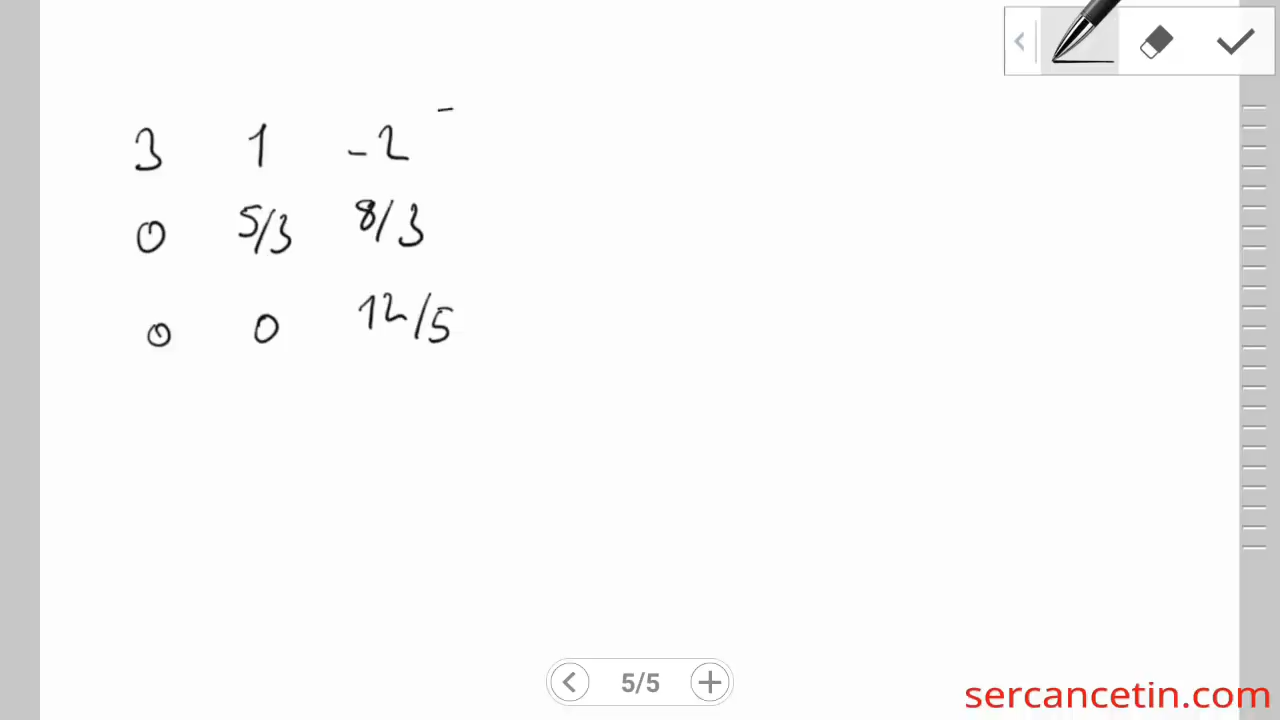 3 1 -2
0 5/3 8/3
0 0 12/5
5/5
sercancetin.com